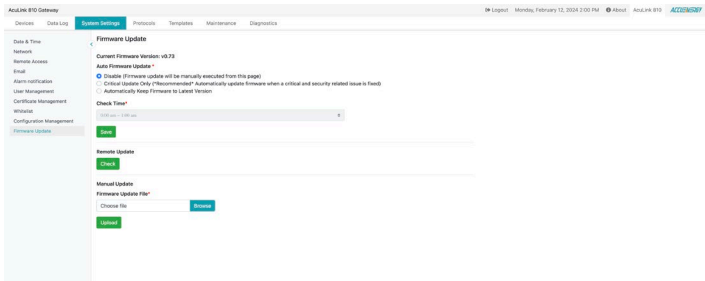 AcuLink 810 Gateway
Logout Monday, February 12, 2024 2:00 PM About AcuLink 810 ACCUENERGY
Devices Data Log System Settings Protocols Templates Maintenance Diagnostics
Date & Time
Network
Remote Access
Email
Alarm notification
User Management
Certificate Management
Whitelist
Configuration Management
Firmware Update
Firmware Update
Current Firmware Version: v0.73
Auto Firmware Update *
Disable (Firmware update will be manually executed from this page)
Critical Update Only (*Recommended* Automatically update firmware when a critical and security related issue is fixed)
Automatically Keep Firmware to Latest Version
Check Time*
Save
Remote Update
Check
Manual Update
Firmware Update File*
Choose file Browse
Upload